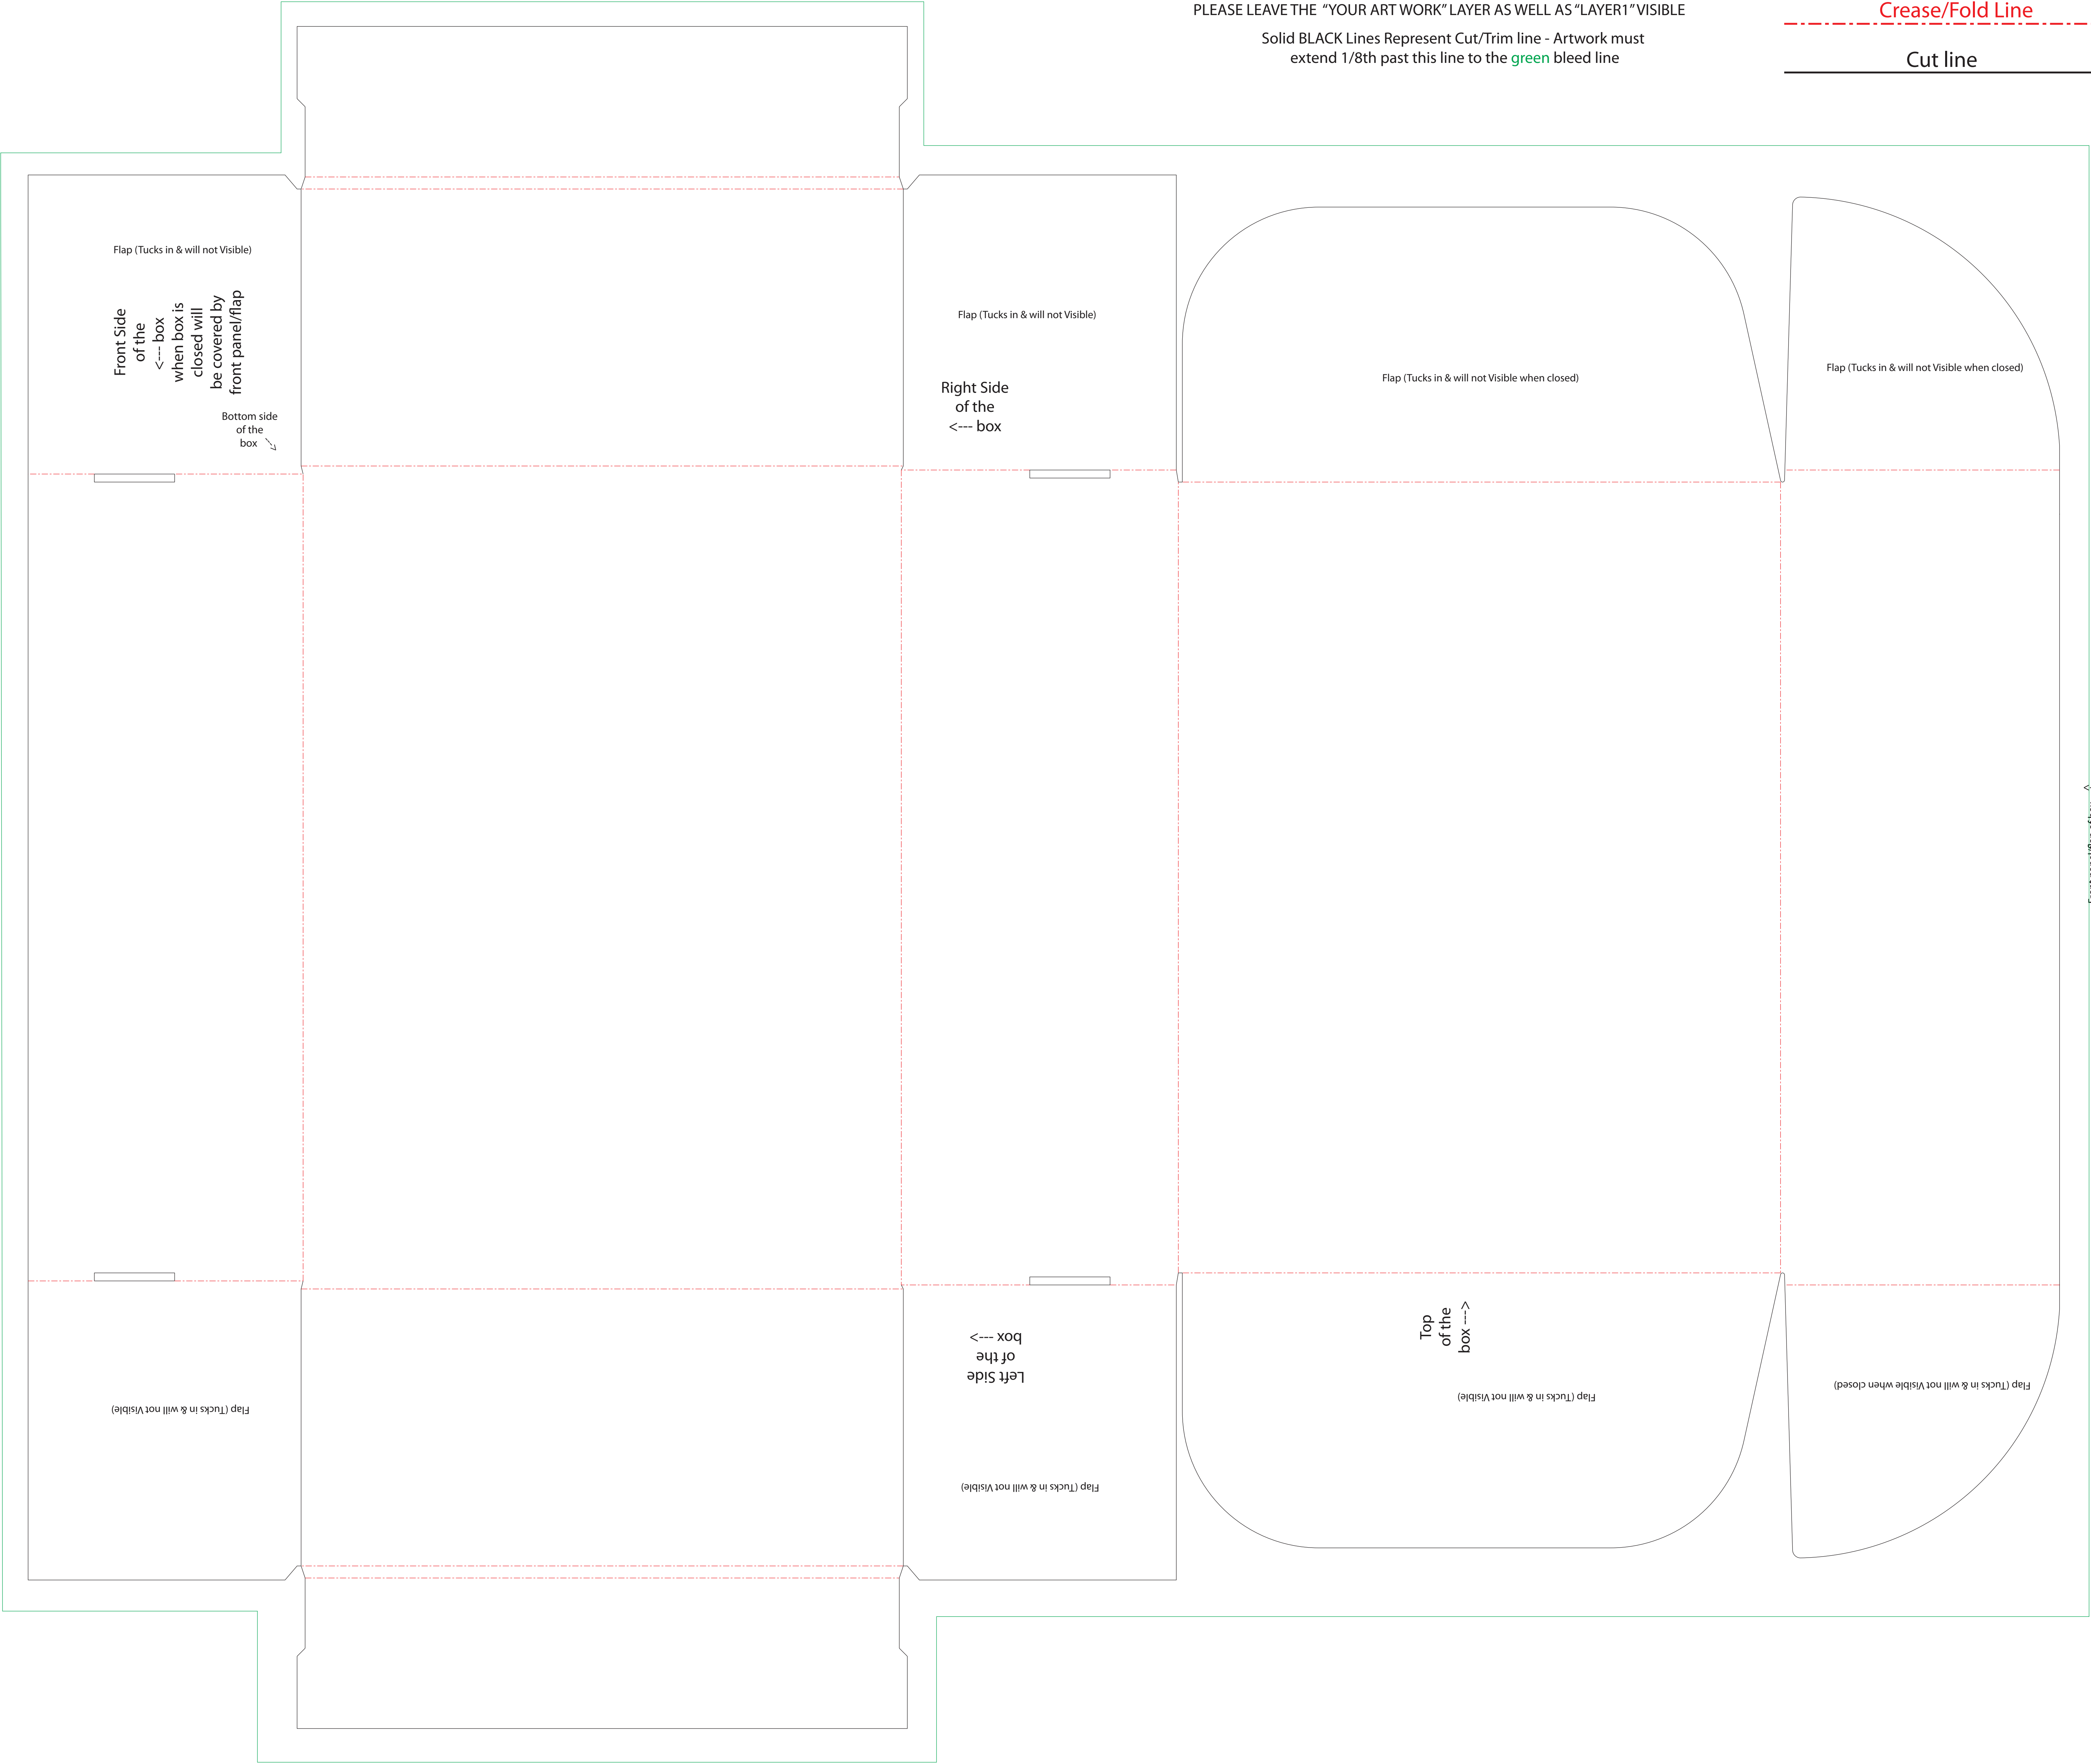 PLEASE LEAVE THE “YOUR ART WORK” LAYER AS WELL AS “LAYER1” VISIBLE
Solid BLACK Lines Represent Cut/Trim line - Artwork must
extend 1/8th past this line to the green bleed line
Crease/Fold Line
Cut line
Flap (Tucks in & will not Visible)
Front Side
of the
<--- box
when box is
closed will
be covered by
front panel/flap
Bottom side
of the
box --->
Flap (Tucks in & will not Visible)
Right Side
of the
<--- box
Flap (Tucks in & will not Visible when closed)
Flap (Tucks in & will not Visible when closed)
Left Side
of the
box --->
Top
of the
box --->
Flap (Tucks in & will not Visible)
Flap (Tucks in & will not Visible)
Flap (Tucks in & will not Visible)
Flap (Tucks in & will not Visible when closed)